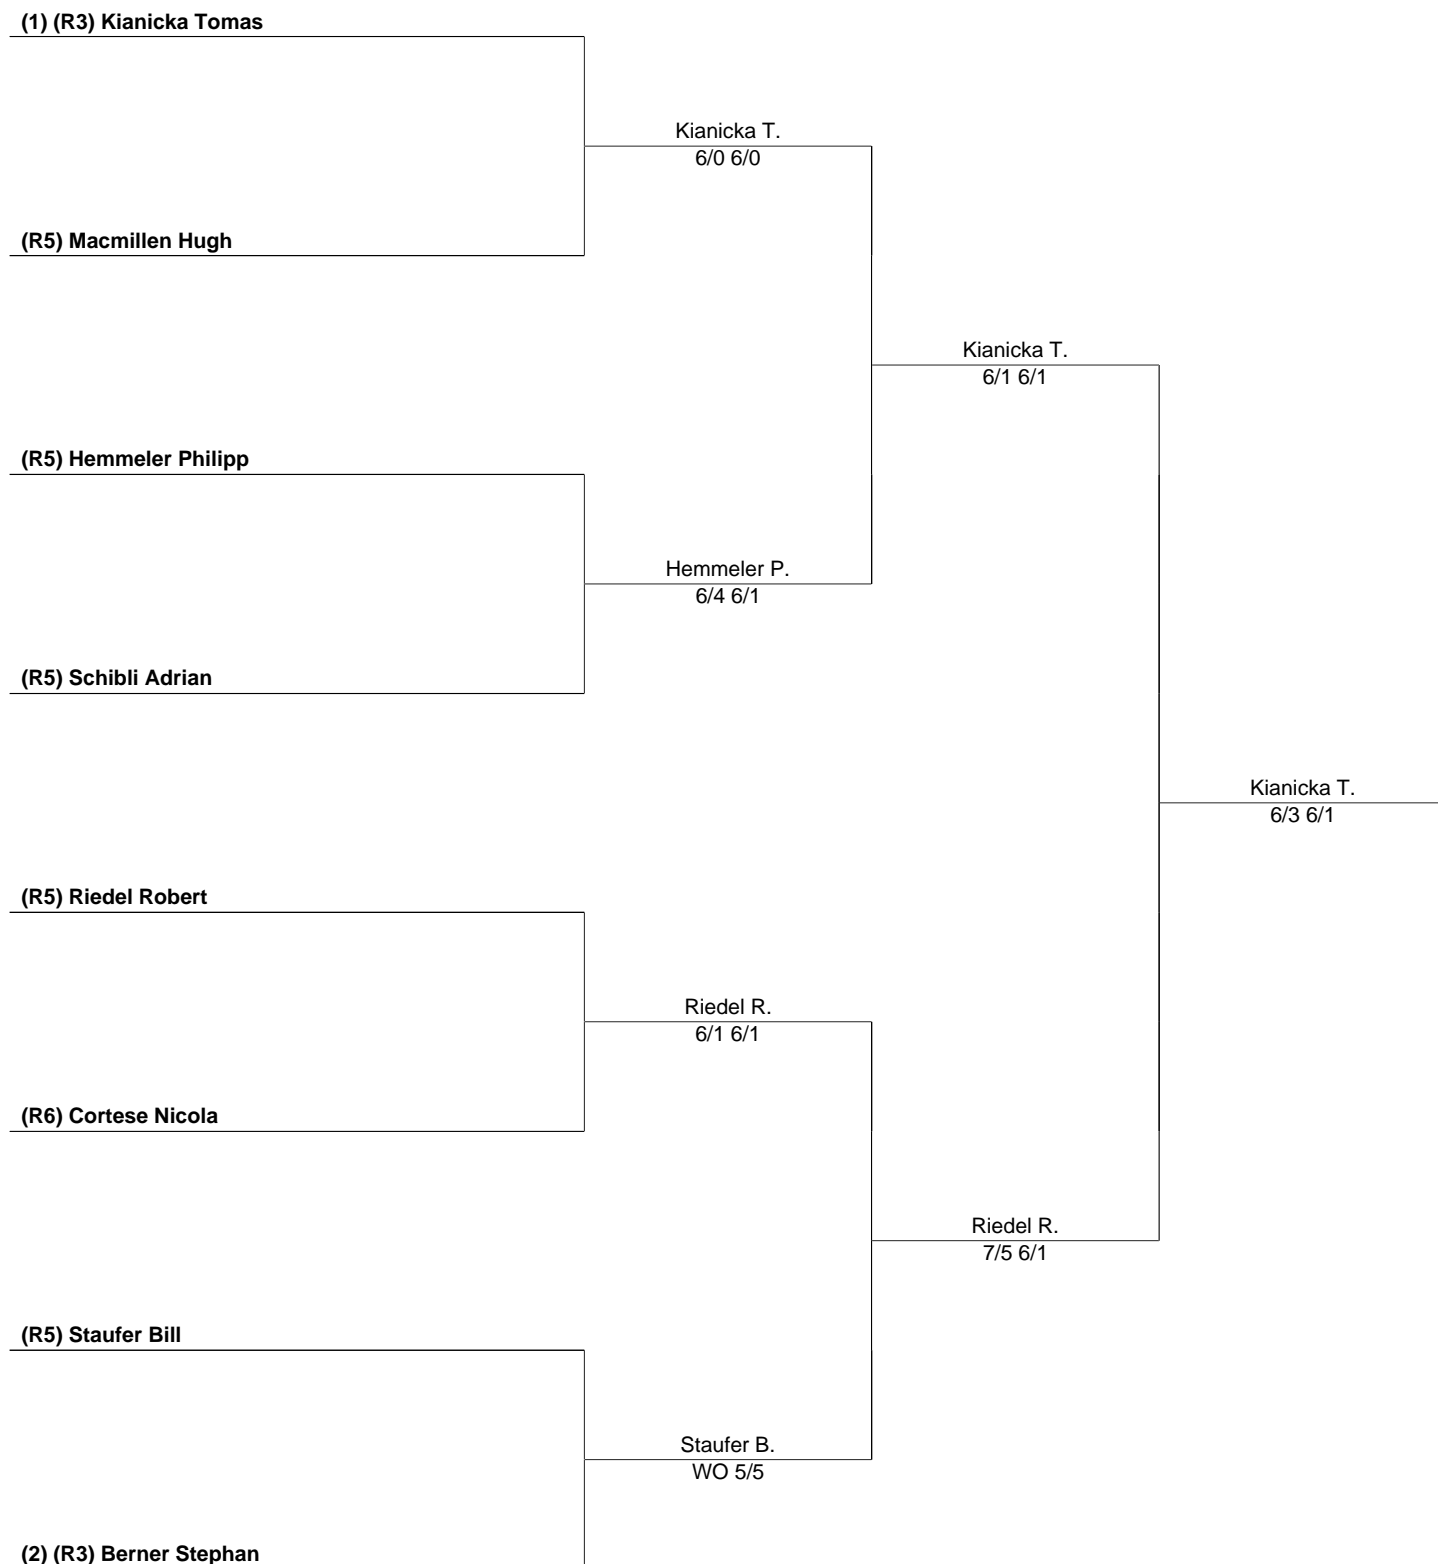 (1) (R3) Kianicka Tomas
Kianicka T.
6/0 6/0
(R5) Macmillen Hugh
Kianicka T.
6/1 6/1
(R5) Hemmeler Philipp
Hemmeler P.
6/4 6/1
(R5) Schibli Adrian
Kianicka T.
6/3 6/1
(R5) Riedel Robert
Riedel R.
6/1 6/1
(R6) Cortese Nicola
Riedel R.
7/5 6/1
(R5) Staufer Bill
Staufer B.
WO 5/5
(2) (R3) Berner Stephan